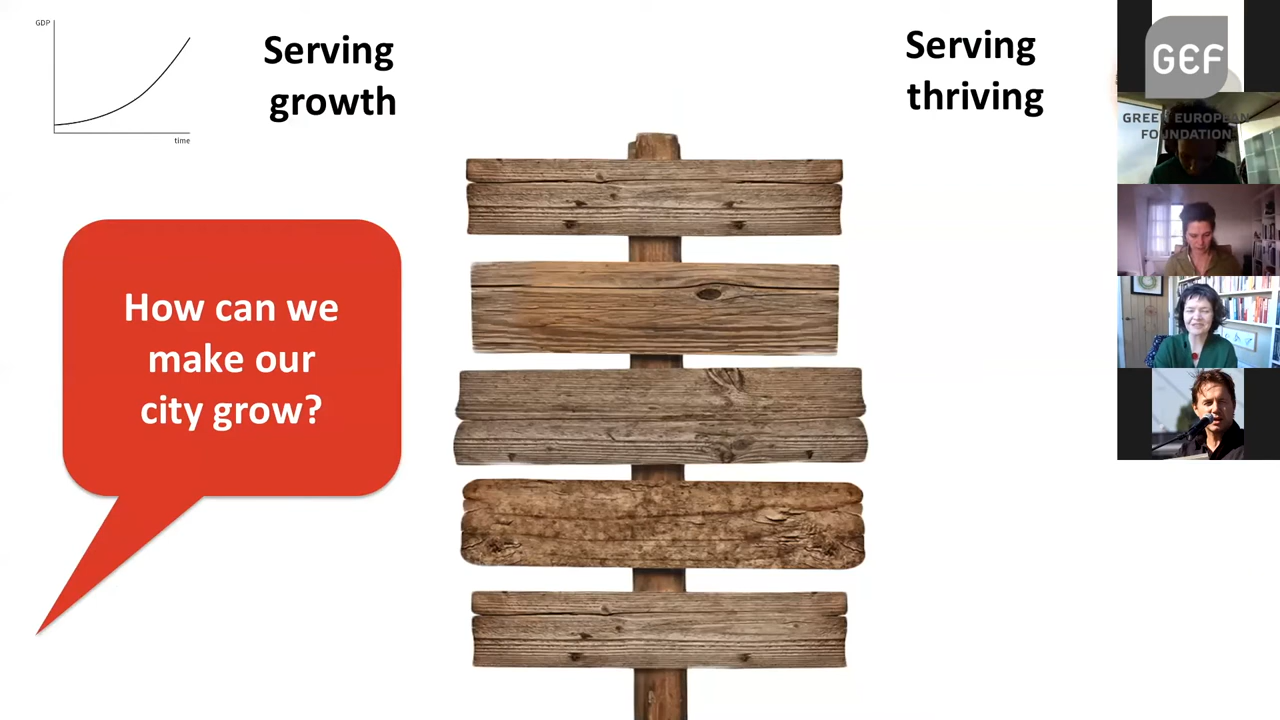 GDP
time
Serving
growth
Serving
thriving
How can we
make our
city grow?
GEF
GREEN EUROPEAN
FOUNDATION